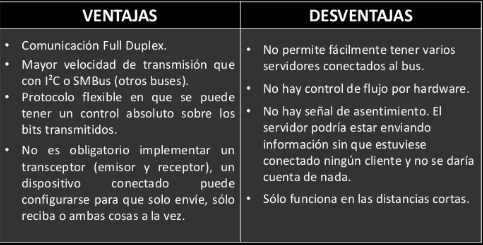 VENTAJAS
• Comunicación Full Duplex.
• Mayor velocidad de transmisión que
con I²C o SMBus (otros buses).
• Protocolo flexible en que se puede
tener un control absoluto sobre los
bits transmitidos.
• No es obligatorio implementar un
transceptor (emisor y receptor), un
dispositivo conectado puede
configurarse para que solo envíe, sólo
reciba o ambas cosas a la vez.
DESVENTAJAS
• No permite fácilmente tener varios
servidores conectados al bus.
• No hay control de flujo por hardware.
• No hay señal de asentimiento. El
servidor podría estar enviando
información sin que estuviese
conectado ningún cliente y no se daría
cuenta de nada.
• Sólo funciona en las distancias cortas.